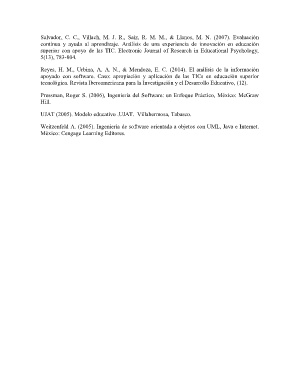 Salvador, C. C., Villach, M. J. R., Salz, R. M. M., & Llinàs, M. N. (2007). Evaluación
continua y ayuda al aprendizaje. Análisis de una experiencia de innovación en educación
superior con apoyo de las TIC. Electronic Journal of Research in Educational Psychology,
5(13), 783-804.
Reyes, H. M., Urbina, A. A. N., & Mendoza, E. C. (2014). El análisis de la información
apoyado con software. Caso: apropiación y aplicación de las TICs en educación superior
tecnológica. Revista Iberoamericana para la Investigación y el Desarrollo Educativo, (12).
Pressman, Roger S. (2006), Ingeniería del Software: un Enfoque Práctico, México: McGraw
Hill.
UJAT (2005). Modelo educativo .UJAT. Villahermosa, Tabasco.
Weitzenfeld A. (2005). Ingeniería de software orientada a objetos con UML, Java e Internet.
México: Cengage Learning Editores.